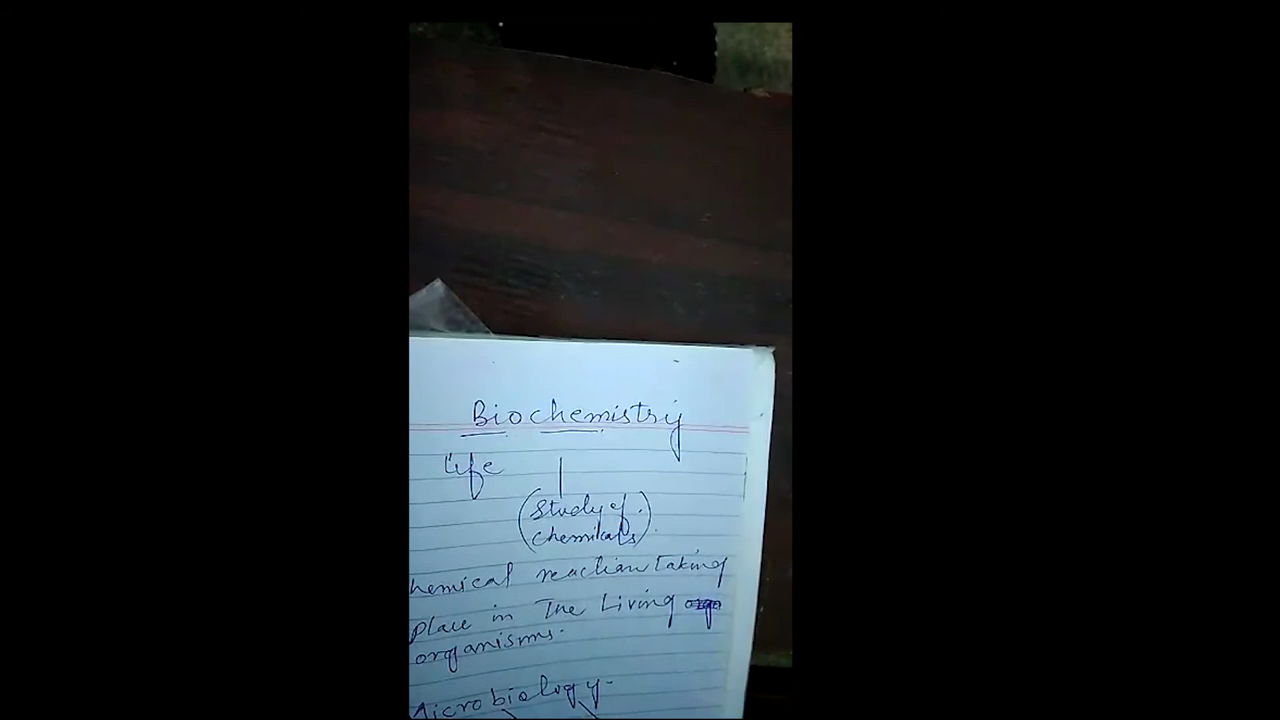 Biochemistry
Life
(Study of
Chemicals)
hemical reaction Taking
place in The Living
organisms.
Microbiology.